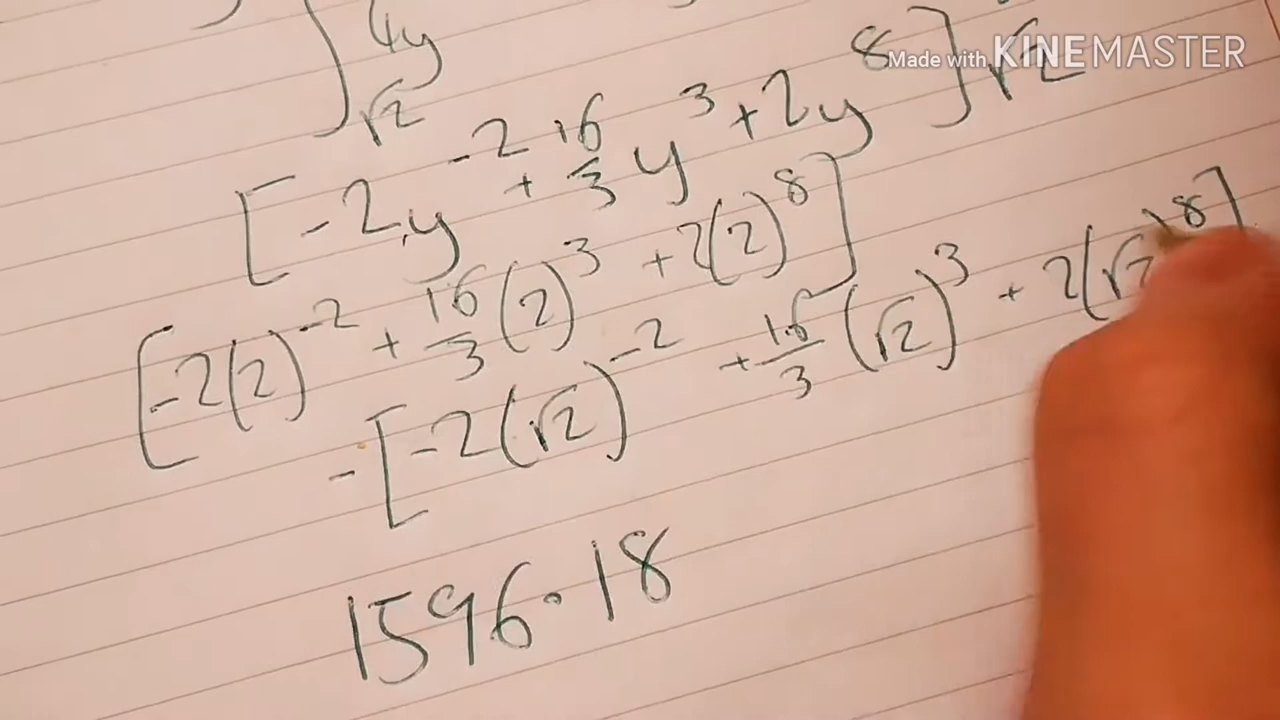 4y
√2
Made with KINEMASTER
[-2y^-2 + 16/3 y^3 + 2y^8] √2
[-2(2)^-2 + 16/3 (2)^3 + 2(2)^8]
-[-2(√2)^-2 + 16/3 (√2)^3 + 2(√2)^8]
1596.18